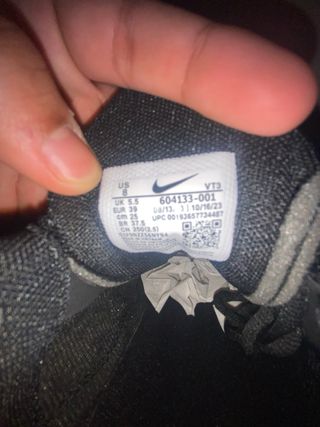 US
8
VT3
UK 5.5
604133-001
EUR 39
10/16/23
cm 25
UPC 00193657734487
BR 37.5
CN 250(2.5)